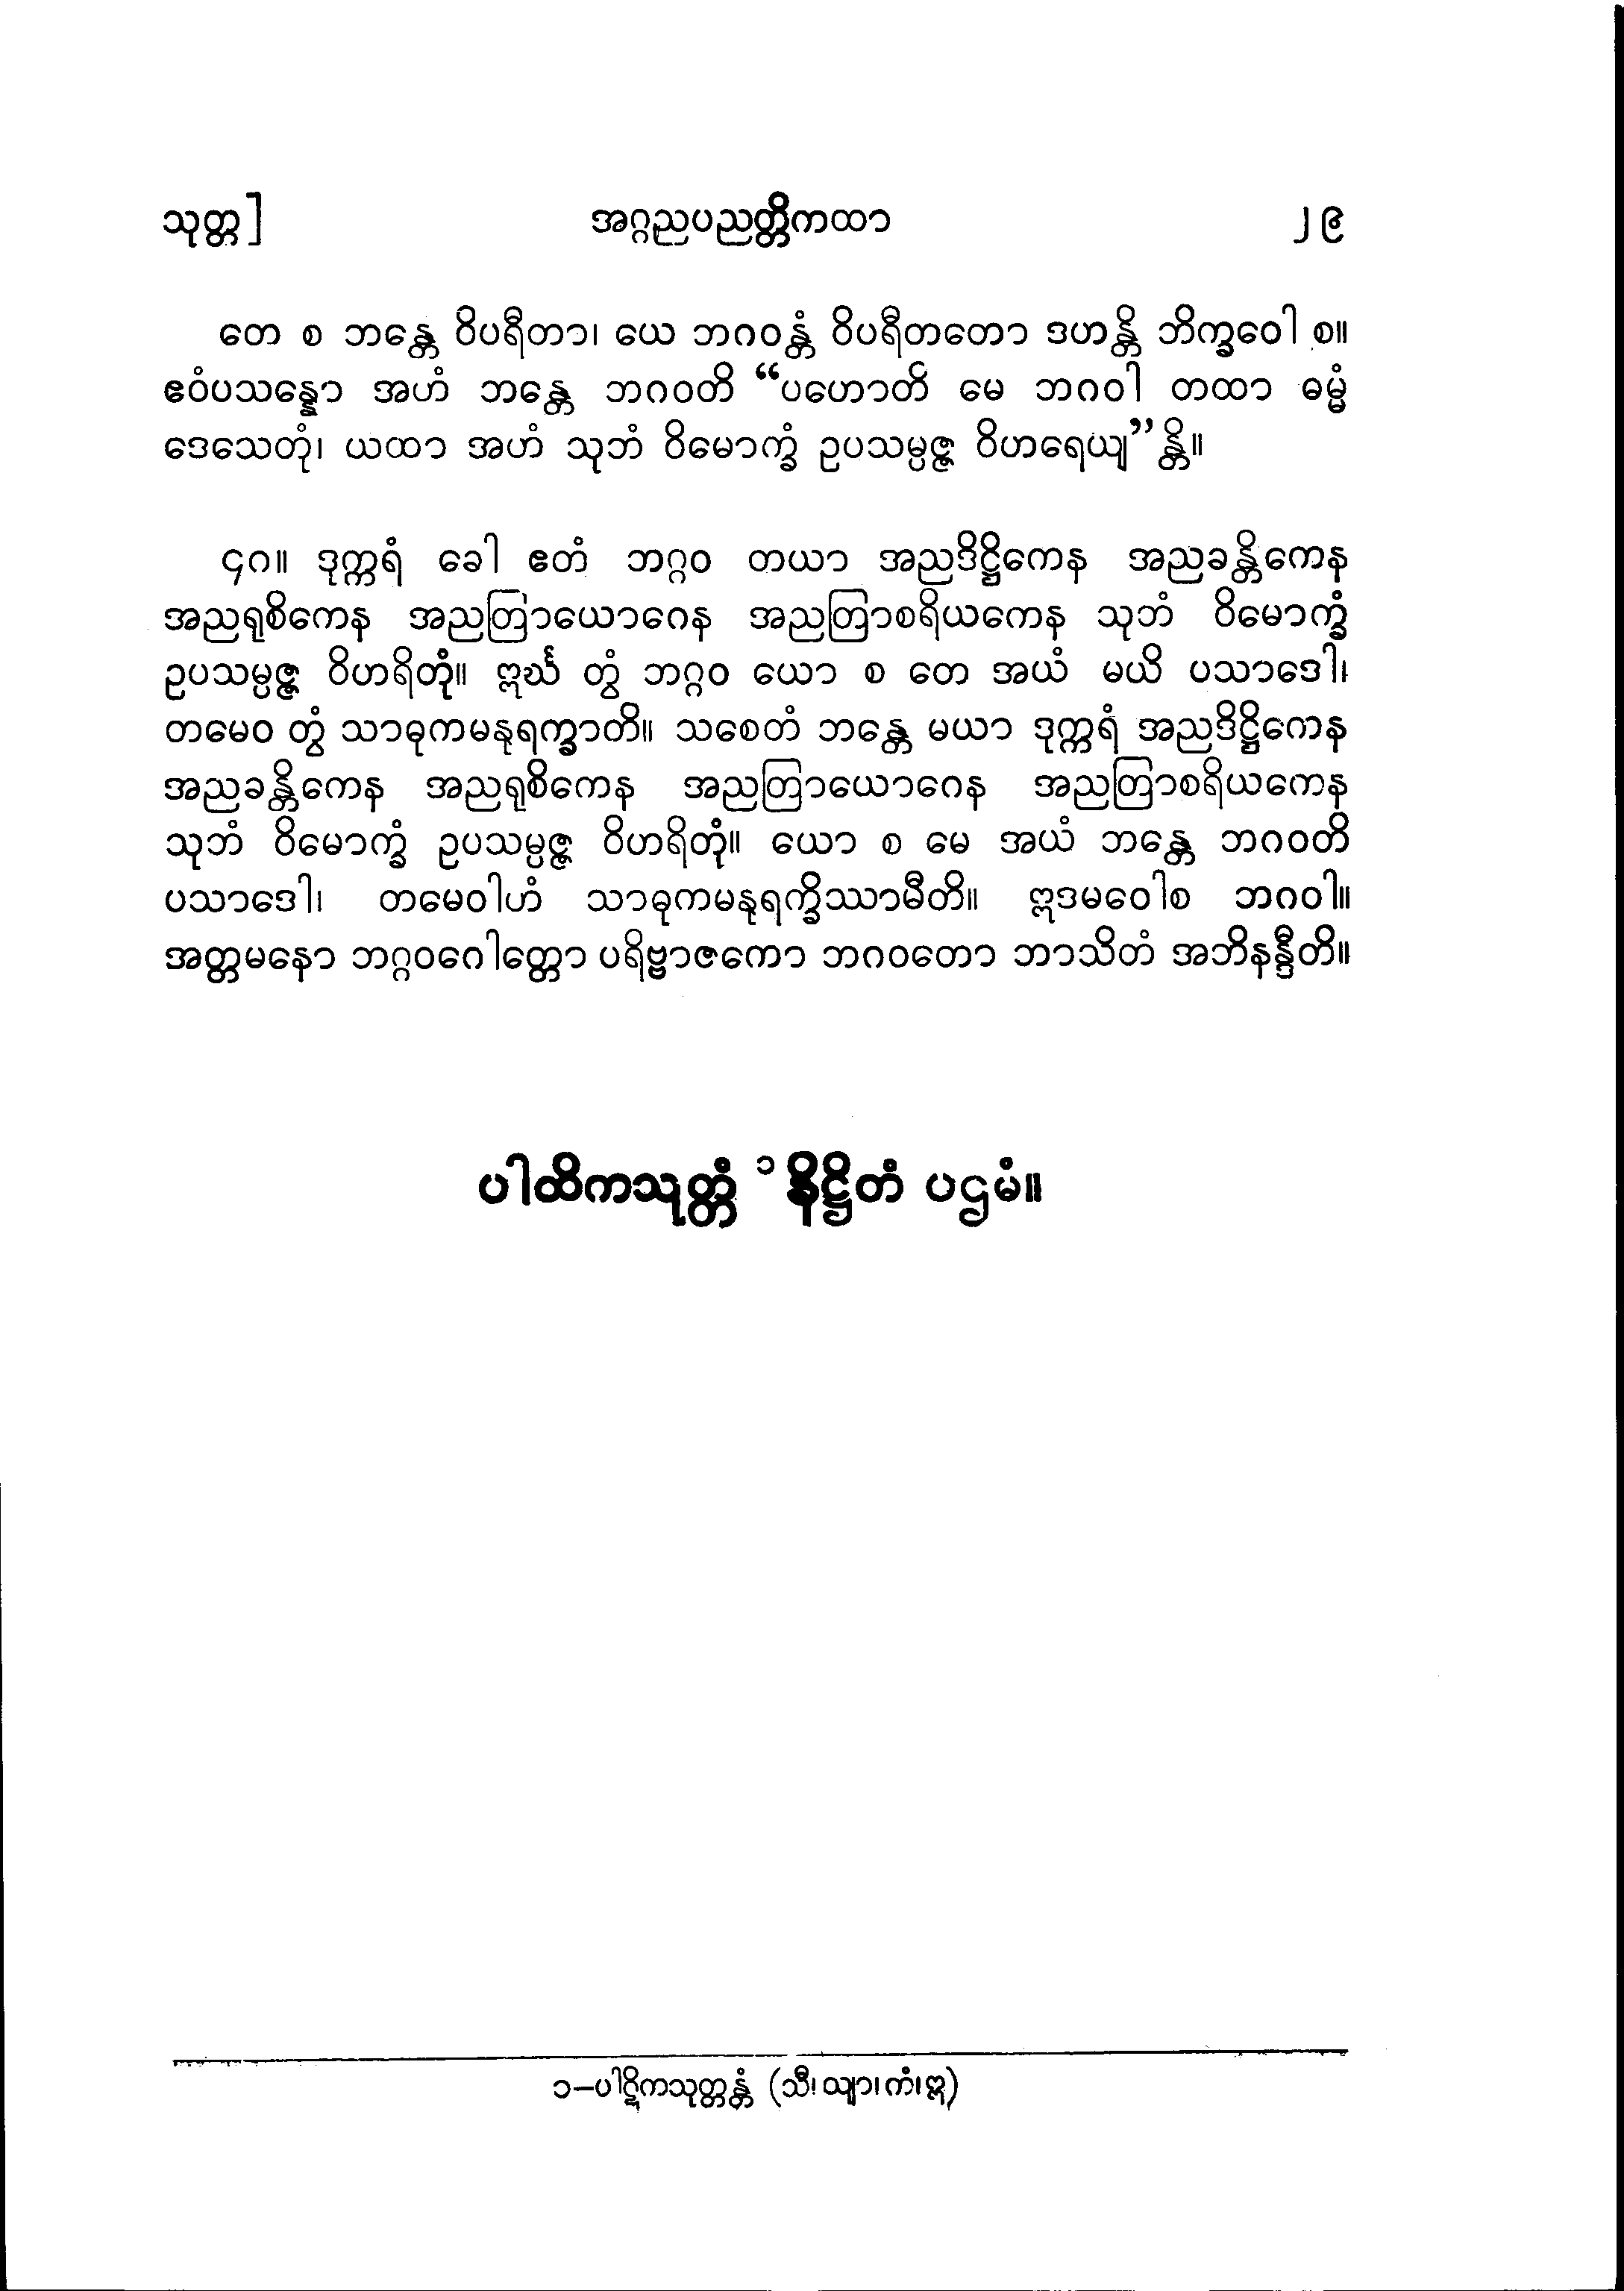 သုတ္တ]
အဂ္ဂညပညတ္တိကထာ
၂၉
တေ စ ဘန္တေ ဝိပရီတာ၊ ယေ ဘဂဝန္တံ ဝိပရီတတော ဒဟန္တိ ဘိက္ခဝေါ စ။
ဧဝံပသန္နော အဟံ ဘန္တေ ဘဂဝတိ “ပဟောတိ မေ ဘဂဝါ တထာ ဓမ္မံ
ဒေသေတုံ၊ ယထာ အဟံ သုဘံ ဝိမောက္ခံ ဥပသမ္ပဇ္ဇ ဝိဟရေယျ”န္တိ။
၄၈။ ဒုက္ကရံ ခေါ ဧတံ ဘဂ္ဂဝ တယာ အညဒိဋ္ဌိကေန အညခန္တိကေန
အညရုစိကေန အညတြာယောဂေန အညတြာစရိယကေန သုဘံ ဝိမောက္ခံ
ဥပသမ္ပဇ္ဇ ဝိဟရိတုံ။ ဣင်္ဃ တွံ ဘဂ္ဂဝ ယော စ တေ အယံ မယိ ပသာဒေါ၊
တမေဝ တွံ သာဓုကမနုရက္ခာတိ။ သစေတံ ဘန္တေ မယာ ဒုက္ကရံ အညဒိဋ္ဌိကေန
အညခန္တိကေန အညရုစိကေန အညတြာယောဂေန အညတြာစရိယကေန
သုဘံ ဝိမောက္ခံ ဥပသမ္ပဇ္ဇ ဝိဟရိတုံ။ ယော စ မေ အယံ ဘန္တေ ဘဂဝတိ
ပသာဒေါ၊ တမေဝါဟံ သာဓုကမနုရက္ခိဿာမီတိ။ ဣဒမဝေါစ ဘဂဝါ။
အတ္တမနော ဘဂ္ဂဝဂေါတ္တော ပရိဗ္ဗာဇကော ဘဂဝတော ဘာသိတံ အဘိနန္ဒီတိ။
ပါထိကသုတ္တံ ၁ နိဋ္ဌိတံ ပဌမံ။
၁–ပါဋိကသုတ္တန္တံ (သီ၊ သျာ၊ ကံ၊ ဣ)